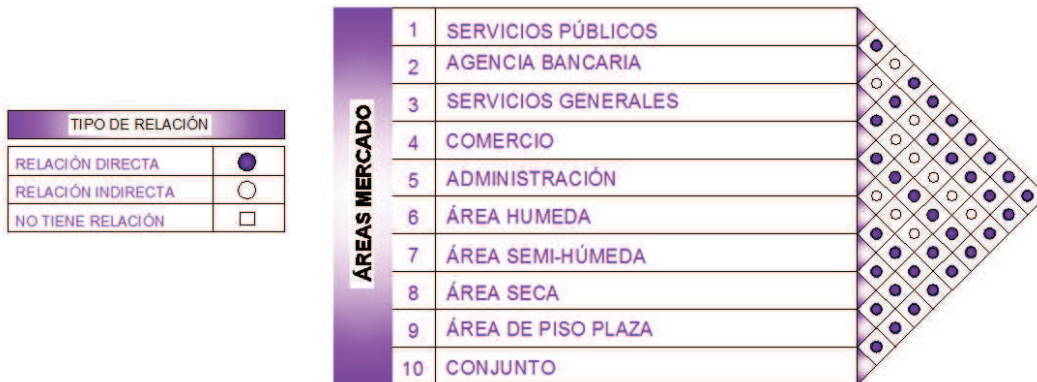 TIPO DE RELACIÓN
RELACIÓN DIRECTA
RELACIÓN INDIRECTA
NO TIENE RELACIÓN
ÁREAS MERCADO
1 SERVICIOS PÚBLICOS
2 AGENCIA BANCARIA
3 SERVICIOS GENERALES
4 COMERCIO
5 ADMINISTRACIÓN
6 ÁREA HUMEDA
7 ÁREA SEMI-HÚMEDA
8 ÁREA SECA
9 ÁREA DE PISO PLAZA
10 CONJUNTO